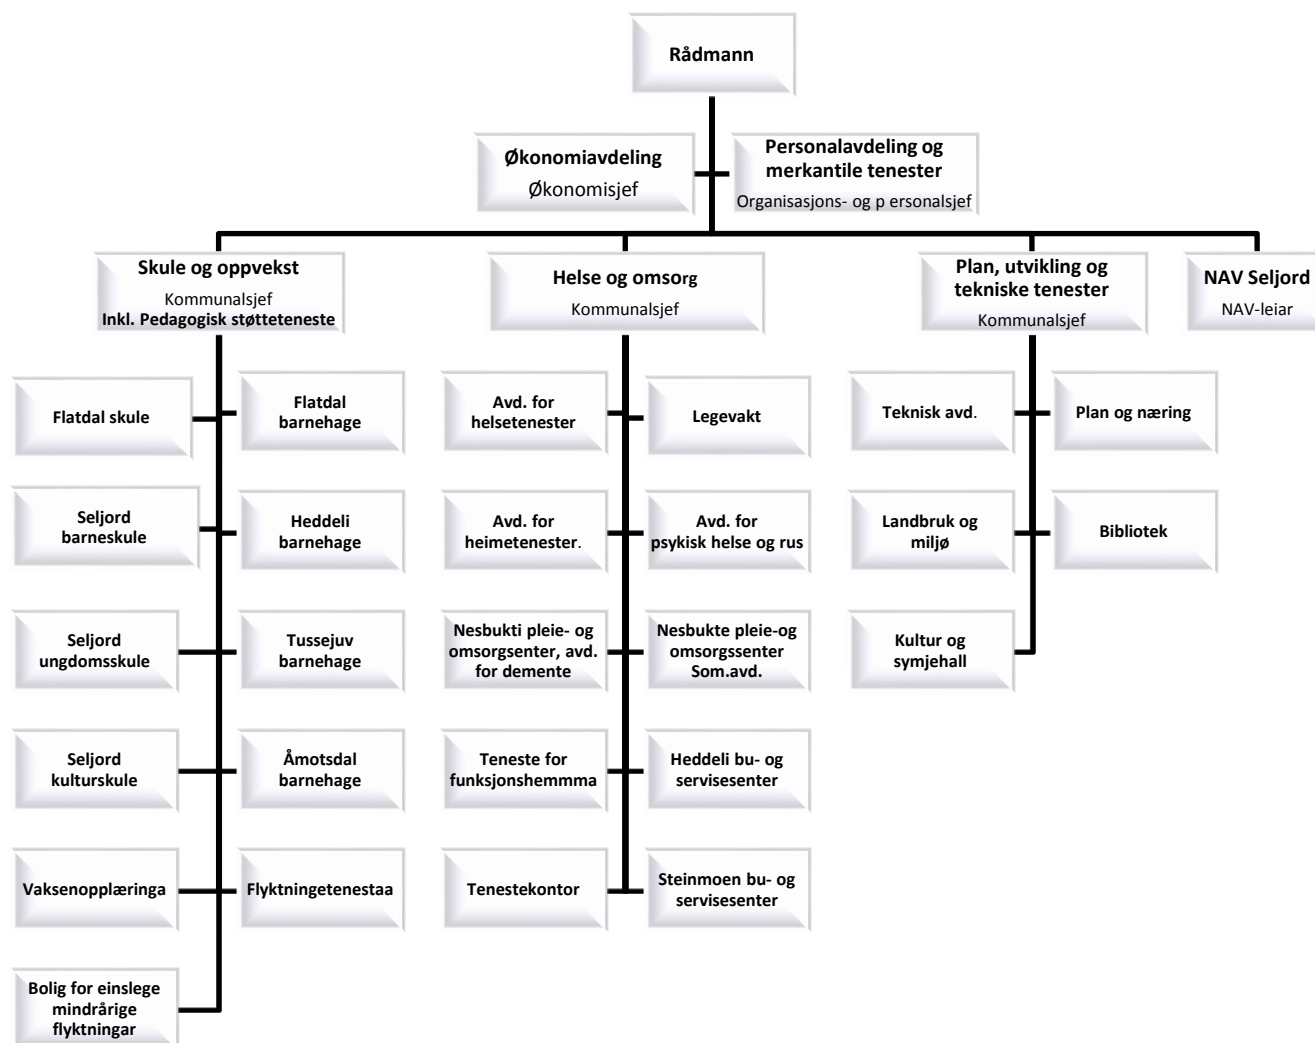 Rådmann
Økonomiavdeling
Økonomisjef
Personalavdeling og
merkantile tenester
Organisasjons- og p ersonalsjef
Skule og oppvekst
Kommunalsjef
Inkl. Pedagogisk støtteteneste
Helse og omsorg
Kommunalsjef
Plan, utvikling og
tekniske tenester
Kommunalsjef
NAV Seljord
NAV-leiar
Flatdal skule
Flatdal
barnehage
Seljord
barneskule
Heddeli
barnehage
Seljord
ungdomsskule
Tussejuv
barnehage
Seljord
kulturskule
Åmotsdal
barnehage
Vaksenopplæringa
Flyktningetenestaa
Bolig for einslege
mindrårige
flyktningar
Avd. for
helsetenester
Legevakt
Avd. for
heimetenester.
Avd. for
psykisk helse og rus
Nesbukti pleie- og
omsorgsenter, avd.
for demente
Nesbukte pleie-og
omsorgssenter
Som.avd.
Teneste for
funksjonshemmma
Heddeli bu- og
servisesenter
Tenestekontor
Steinmoen bu- og
servisesenter
Teknisk avd.
Plan og næring
Landbruk og
miljø
Bibliotek
Kultur og
symjehall